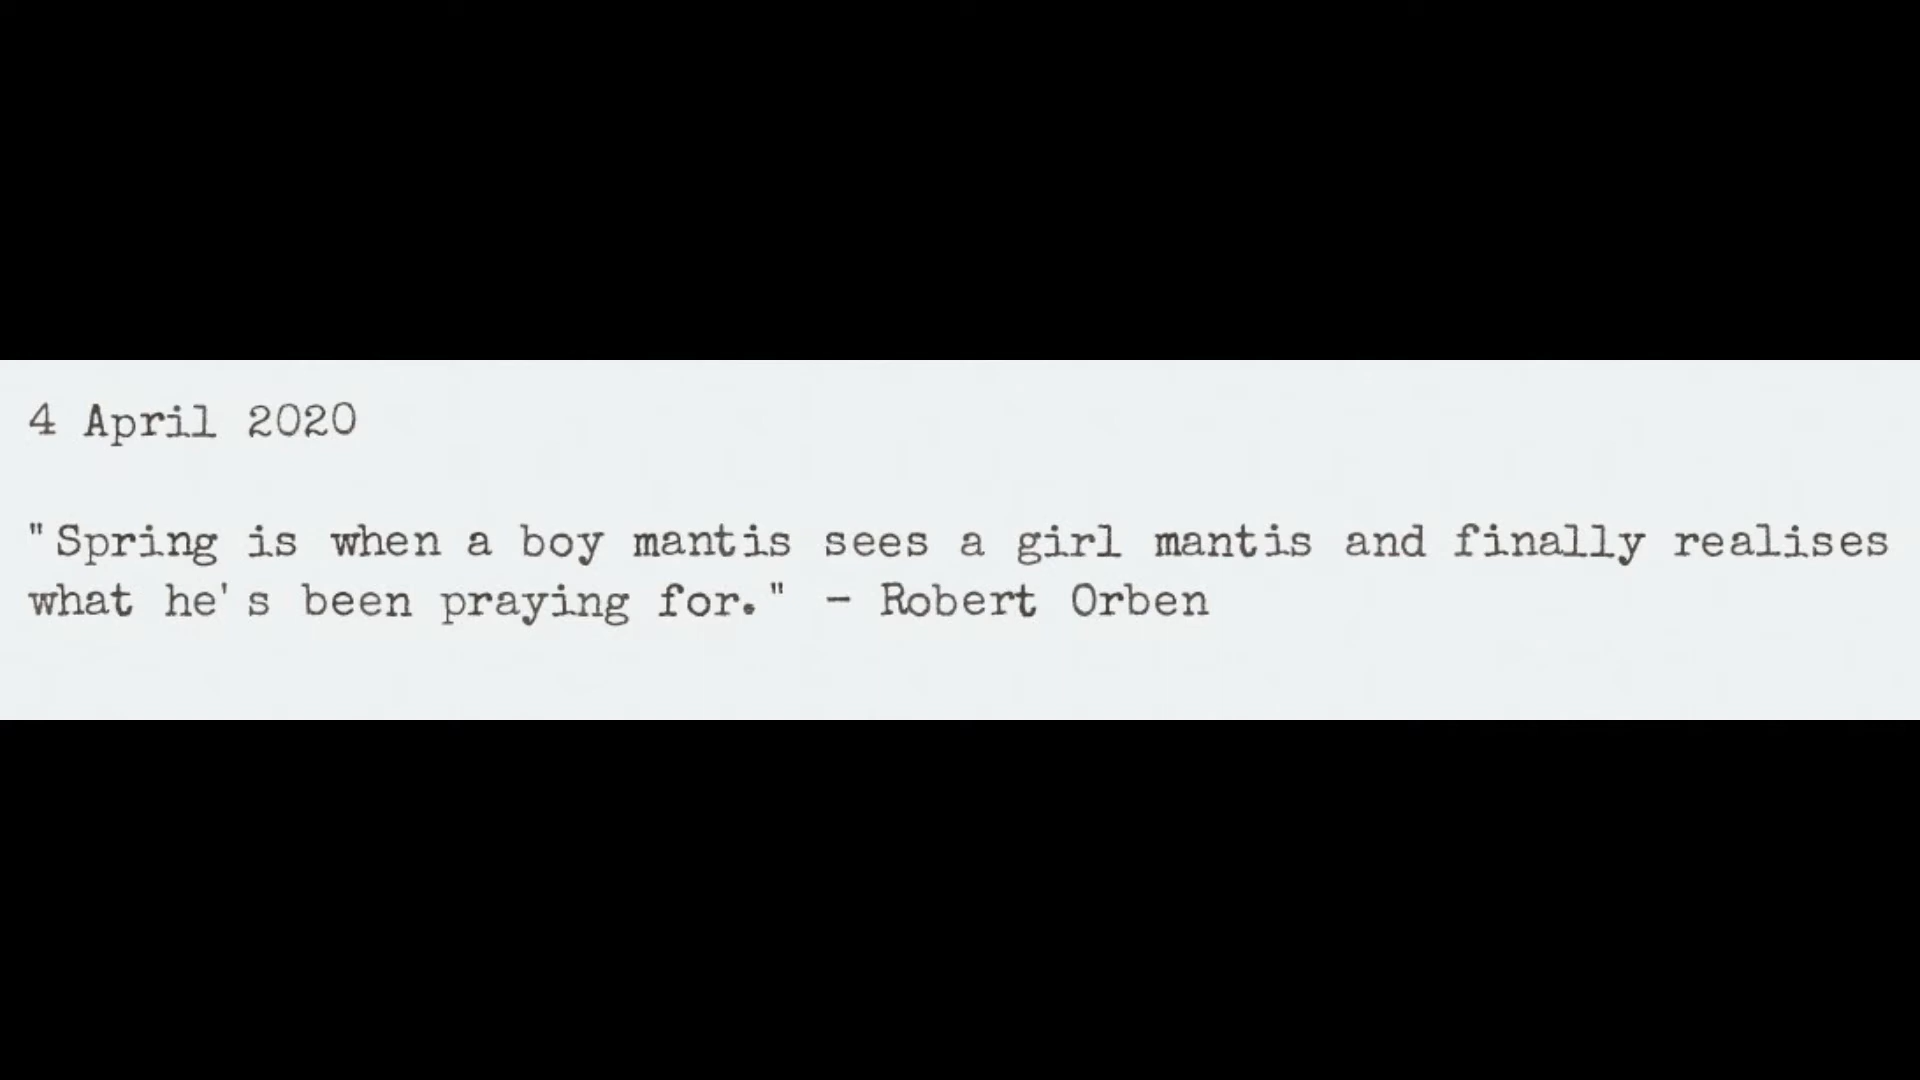 4 April 2020
"Spring is when a boy mantis sees a girl mantis and finally realises
what he's been praying for." - Robert Orben